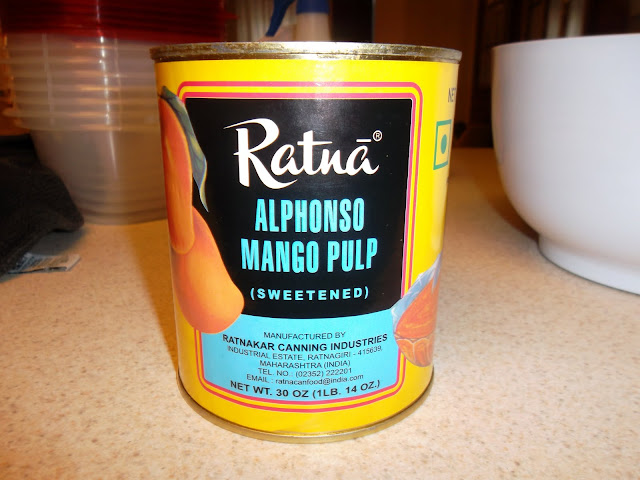 Ratnā®
ALPHONSO
MANGO PULP
(SWEETENED)
MANUFACTURED BY
RATNAKAR CANNING INDUSTRIES
INDUSTRIAL ESTATE, RATNAGIRI - 415639,
MAHARASHTRA (INDIA)
TEL. NO.: (02352) 222201
EMAIL : ratnacanfood@india.com
NET WT. 30 OZ (1LB. 14 OZ.)